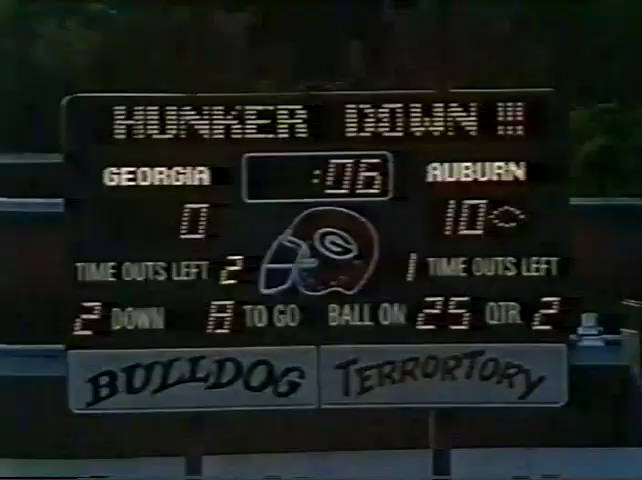 HUNKER DOWN !!!
GEORGIA :06 AUBURN
0 G 10
TIME OUTS LEFT 2 1 TIME OUTS LEFT
2 DOWN 8 TO GO BALL ON 25 QTR 2
BULLDOG TERRORTORY